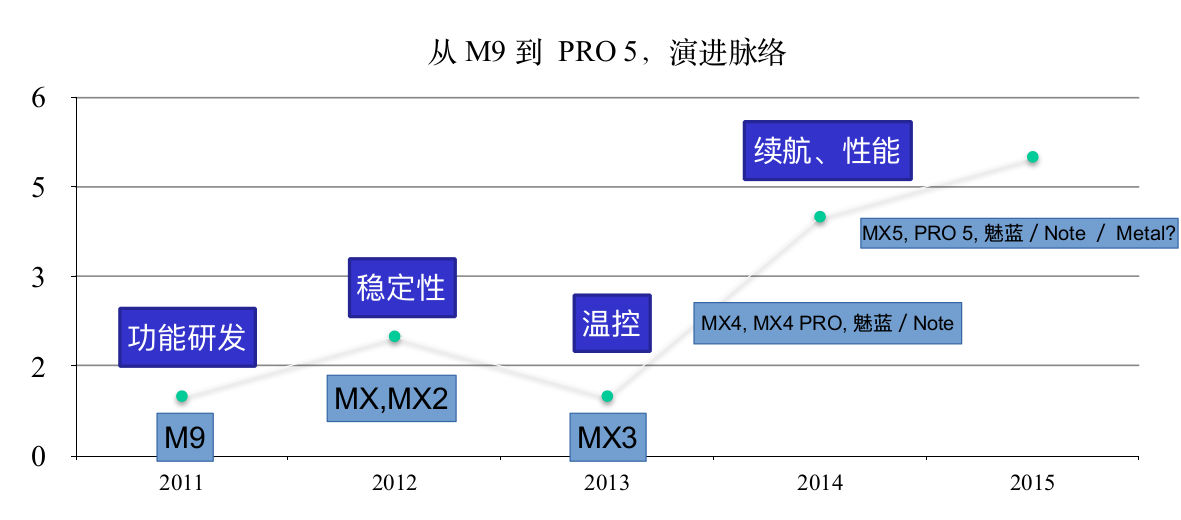 从 M9 到 PRO 5，演进脉络
6
续航、性能
5
MX5, PRO 5, 魅蓝 / Note ／ Metal?
3
稳定性
温控
MX4, MX4 PRO, 魅蓝 / Note
功能研发
2
MX,MX2
M9
MX3
0
2011
2012
2013
2014
2015